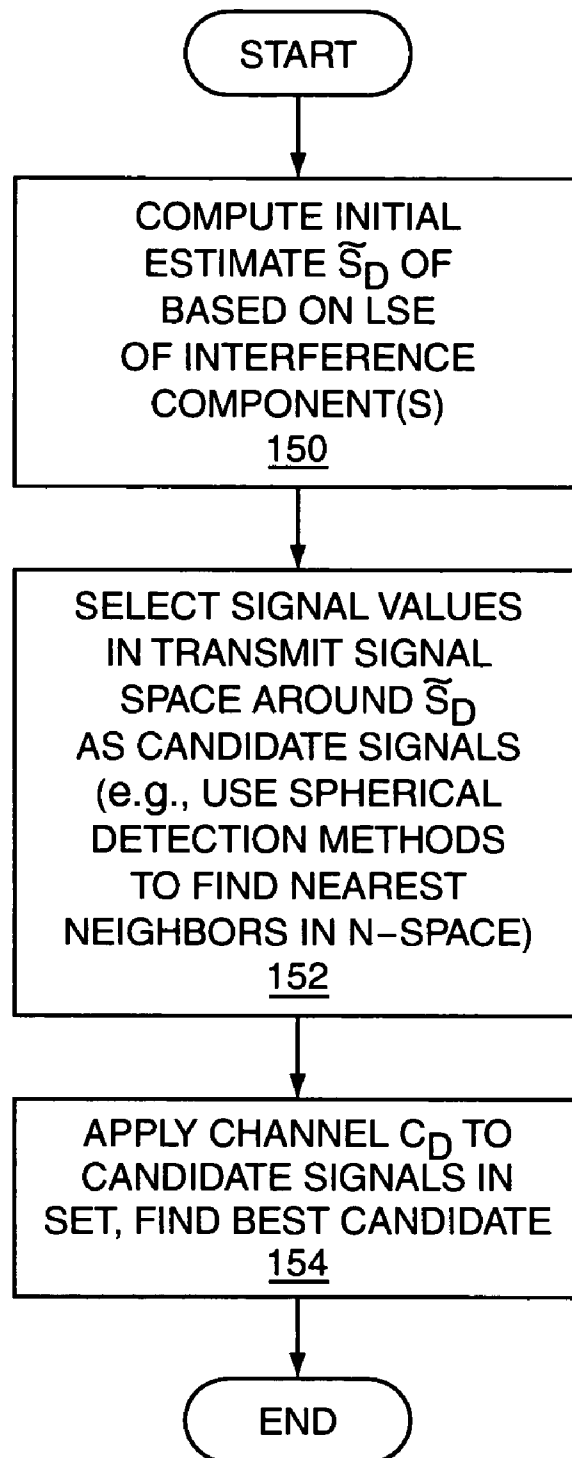 START
COMPUTE INITIAL
ESTIMATE S̃D OF
BASED ON LSE
OF INTERFERENCE
COMPONENT(S)
150
SELECT SIGNAL VALUES
IN TRANSMIT SIGNAL
SPACE AROUND S̃D
AS CANDIDATE SIGNALS
(e.g., USE SPHERICAL
DETECTION METHODS
TO FIND NEAREST
NEIGHBORS IN N-SPACE)
152
APPLY CHANNEL CD TO
CANDIDATE SIGNALS IN
SET, FIND BEST CANDIDATE
154
END